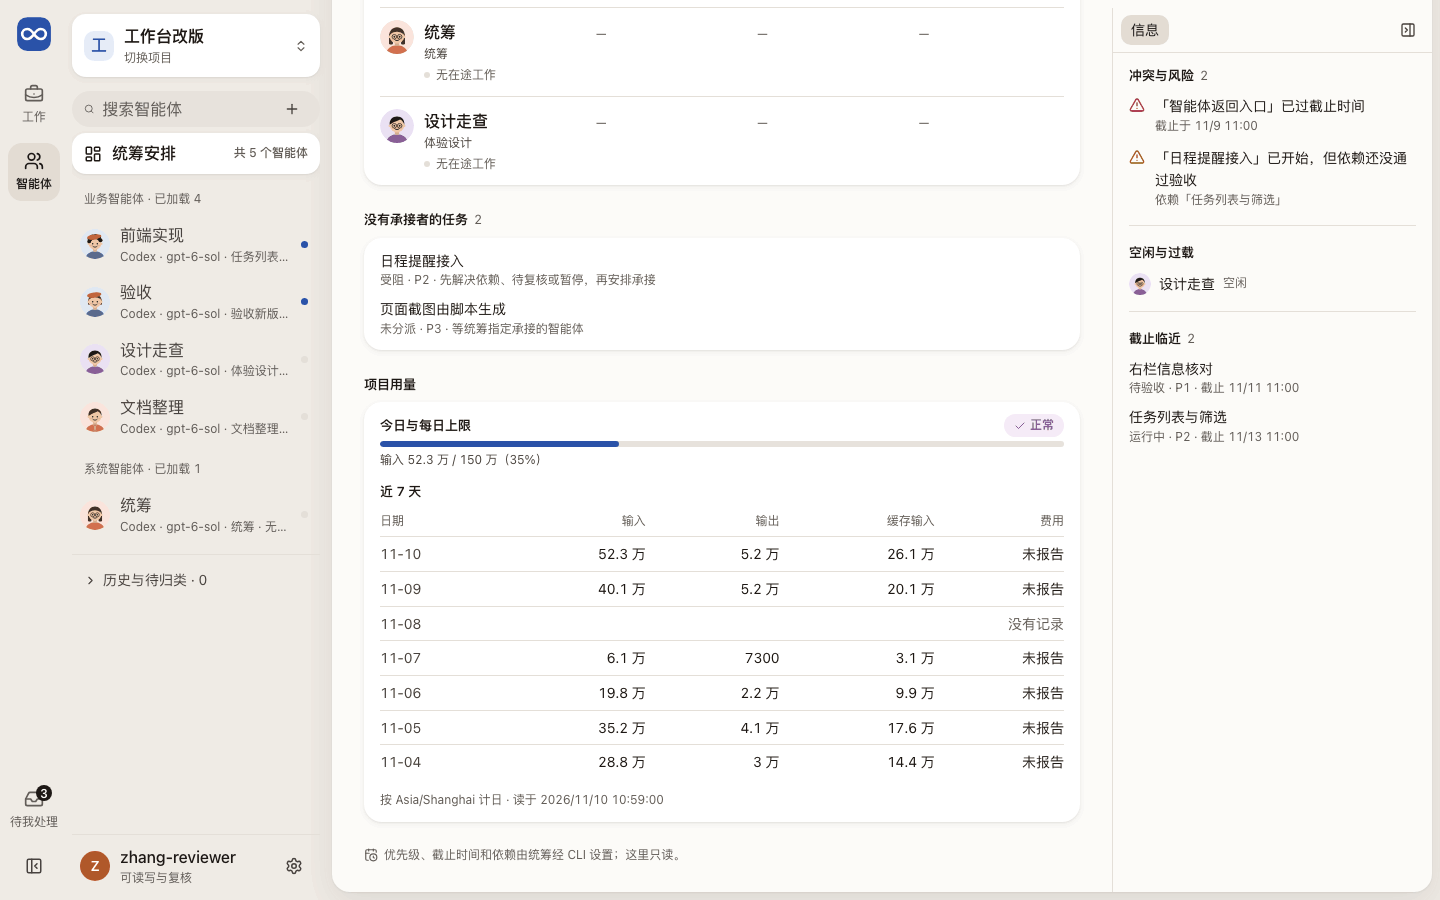 工作
智能体
3
待我处理
工
工作台改版
切换项目
搜索智能体
统筹安排
共 5 个智能体
业务智能体 · 已加载 4
前端实现
Codex · gpt-6-sol · 任务列表...
验收
Codex · gpt-6-sol · 验收新版...
设计走查
Codex · gpt-6-sol · 体验设计...
文档整理
Codex · gpt-6-sol · 文档整理...
系统智能体 · 已加载 1
统筹
Codex · gpt-6-sol · 统筹 · 无...
历史与待归类 · 0
Z
zhang-reviewer
可读写与复核
统筹 — — —
统筹
无在途工作
设计走查 — — —
体验设计
无在途工作
没有承接者的任务 2
日程提醒接入
受阻 · P2 · 先解决依赖、待复核或暂停，再安排承接
页面截图由脚本生成
未分派 · P3 · 等统筹指定承接的智能体
项目用量
今日与每日上限
正常
输入 52.3 万 / 150 万（35%）
近 7 天
日期 输入 输出 缓存输入 费用
11-10 52.3 万 5.2 万 26.1 万 未报告
11-09 40.1 万 5.2 万 20.1 万 未报告
11-08 没有记录
11-07 6.1 万 7300 3.1 万 未报告
11-06 19.8 万 2.2 万 9.9 万 未报告
11-05 35.2 万 4.1 万 17.6 万 未报告
11-04 28.8 万 3 万 14.4 万 未报告
按 Asia/Shanghai 计日 · 读于 2026/11/10 10:59:00
优先级、截止时间和依赖由统筹经 CLI 设置；这里只读。
信息
冲突与风险 2
「智能体返回入口」已过截止时间
截止于 11/9 11:00
「日程提醒接入」已开始，但依赖还没通
过验收
依赖「任务列表与筛选」
空闲与过载
设计走查 空闲
截止临近 2
右栏信息核对
待验收 · P1 · 截止 11/11 11:00
任务列表与筛选
运行中 · P2 · 截止 11/13 11:00